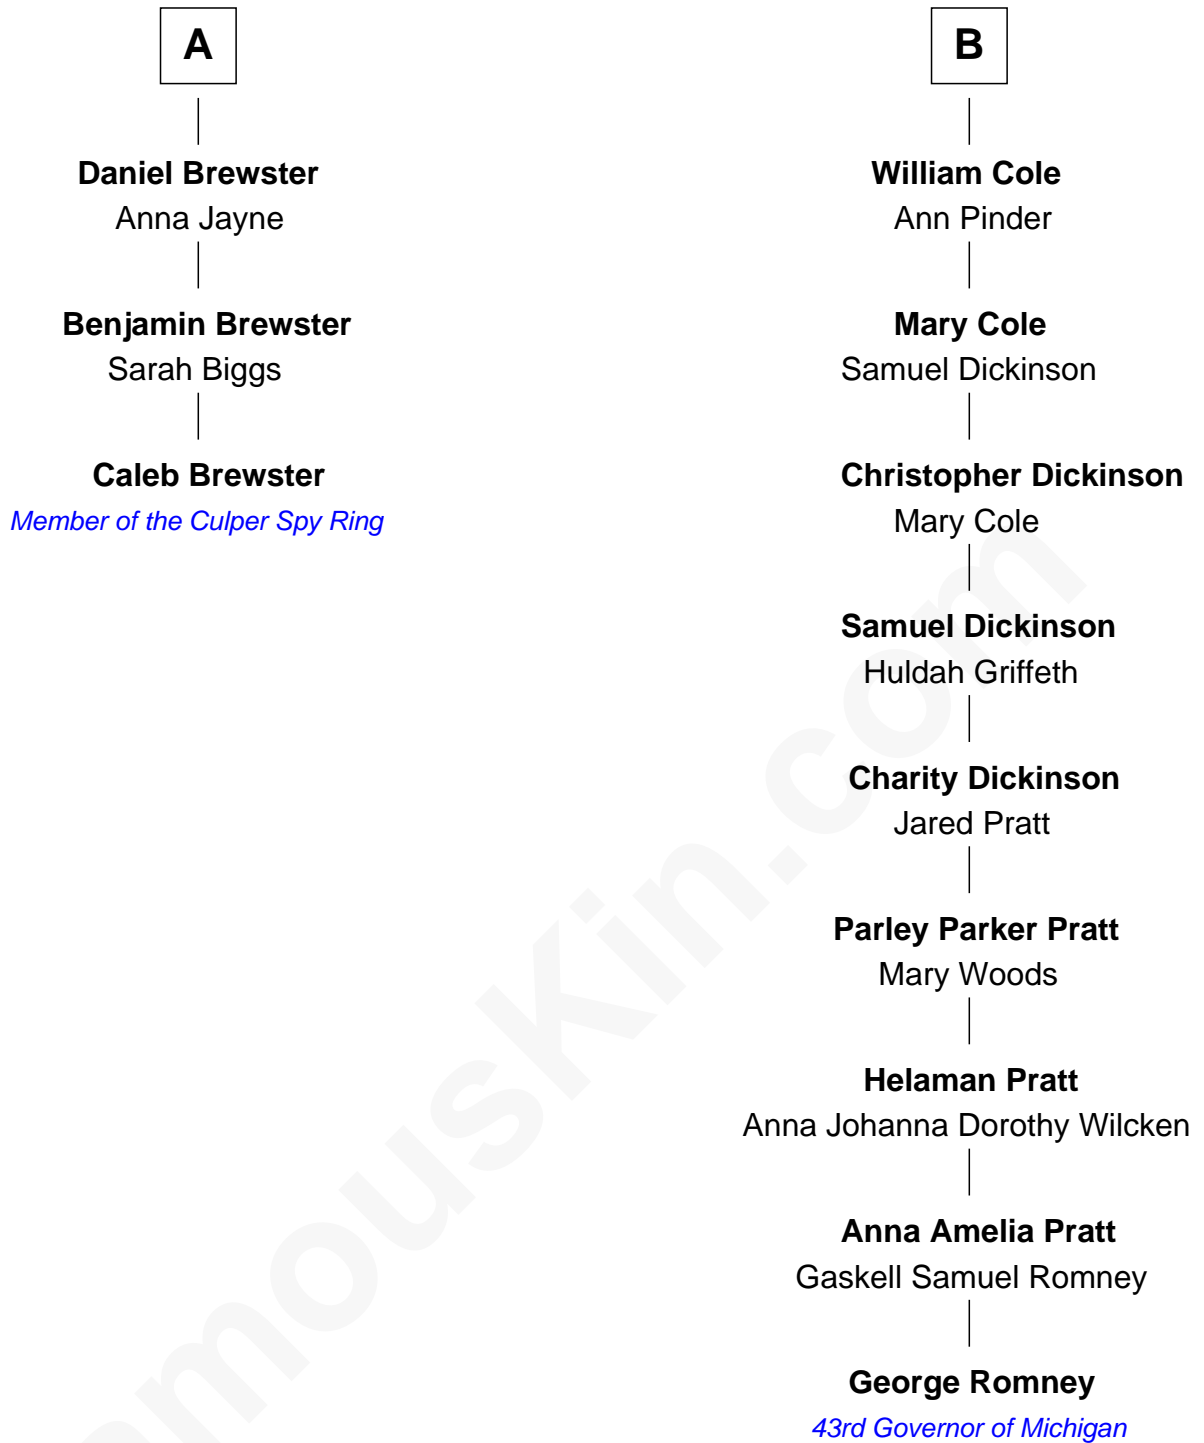 A
Daniel Brewster
Anna Jayne
Benjamin Brewster
Sarah Biggs
Caleb Brewster
Member of the Culper Spy Ring
B
William Cole
Ann Pinder
Mary Cole
Samuel Dickinson
Christopher Dickinson
Mary Cole
Samuel Dickinson
Huldah Griffeth
Charity Dickinson
Jared Pratt
Parley Parker Pratt
Mary Woods
Helaman Pratt
Anna Johanna Dorothy Wilcken
Anna Amelia Pratt
Gaskell Samuel Romney
George Romney
43rd Governor of Michigan
amouskin.com